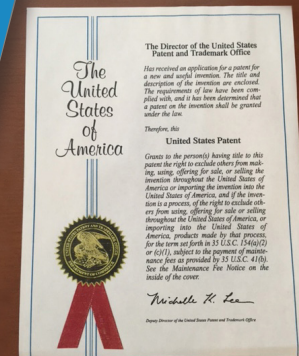 The Director of the United States
Patent and Trademark Office
Has received an application for a patent for
a new and useful invention. The title and
description of the invention are enclosed.
The requirements of law have been com-
plied with, and it has been determined that
a patent on the invention shall be granted
under the law.
Therefore, this
United States Patent
Grants to the person(s) having title to this
patent the right to exclude others from mak-
ing, using, offering for sale, or selling the
invention throughout the United States of
America or importing the invention into the
United States of America, and if the inven-
tion is a process, of the right to exclude oth-
ers from using, offering for sale or selling
throughout the United States of America, or
importing into the United States of
America, products made by that process,
for the term set forth in 35 U.S.C. 154(a)(2)
or (c)(1), subject to the payment of mainte-
nance fees as provided by 35 U.S.C. 41(b).
See the Maintenance Fee Notice on the
inside of the cover.
Michelle K. Lee
Deputy Director of the United States Patent and Trademark Office
The
United
States
of
America